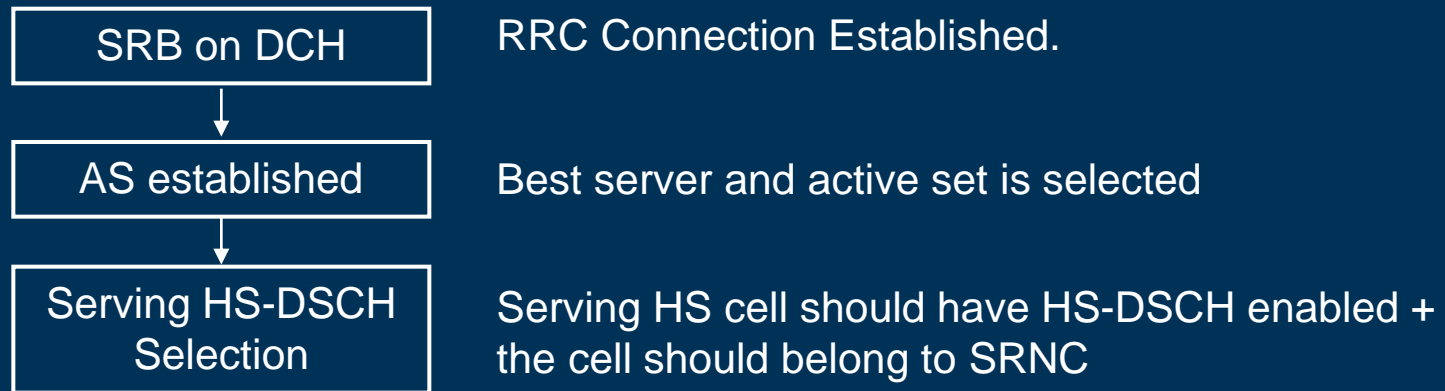 SRB on DCH
RRC Connection Established.
AS established
Best server and active set is selected
Serving HS-DSCH
Selection
Serving HS cell should have HS-DSCH enabled +
the cell should belong to SRNC